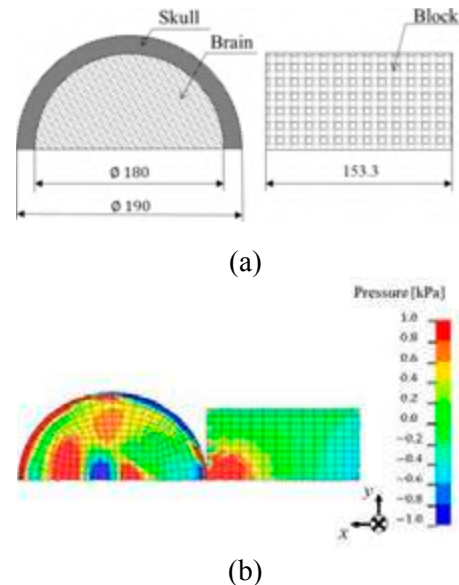 Skull
Brain
Block
Ø 180
153.3
Ø 190
(a)
Pressure [kPa]
1.0
0.8
0.6
0.4
0.2
0.0
−0.2
−0.4
−0.6
−0.8
−1.0
y
x
(b)